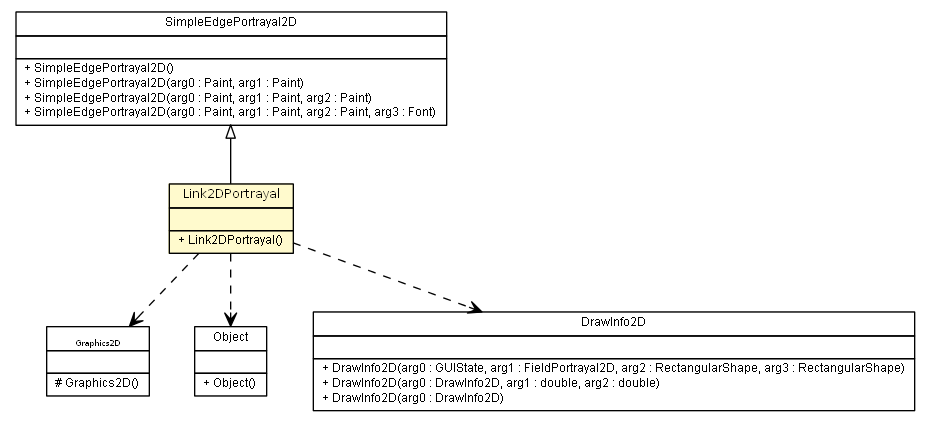 SimpleEdgePortrayal2D
+ SimpleEdgePortrayal2D()
+ SimpleEdgePortrayal2D(arg0 : Paint, arg1 : Paint)
+ SimpleEdgePortrayal2D(arg0 : Paint, arg1 : Paint, arg2 : Paint)
+ SimpleEdgePortrayal2D(arg0 : Paint, arg1 : Paint, arg2 : Paint, arg3 : Font)
Link2DPortrayal
+ Link2DPortrayal()
Graphics2D
# Graphics2D()
Object
+ Object()
DrawInfo2D
+ DrawInfo2D(arg0 : GUIState, arg1 : FieldPortrayal2D, arg2 : RectangularShape, arg3 : RectangularShape)
+ DrawInfo2D(arg0 : DrawInfo2D, arg1 : double, arg2 : double)
+ DrawInfo2D(arg0 : DrawInfo2D)